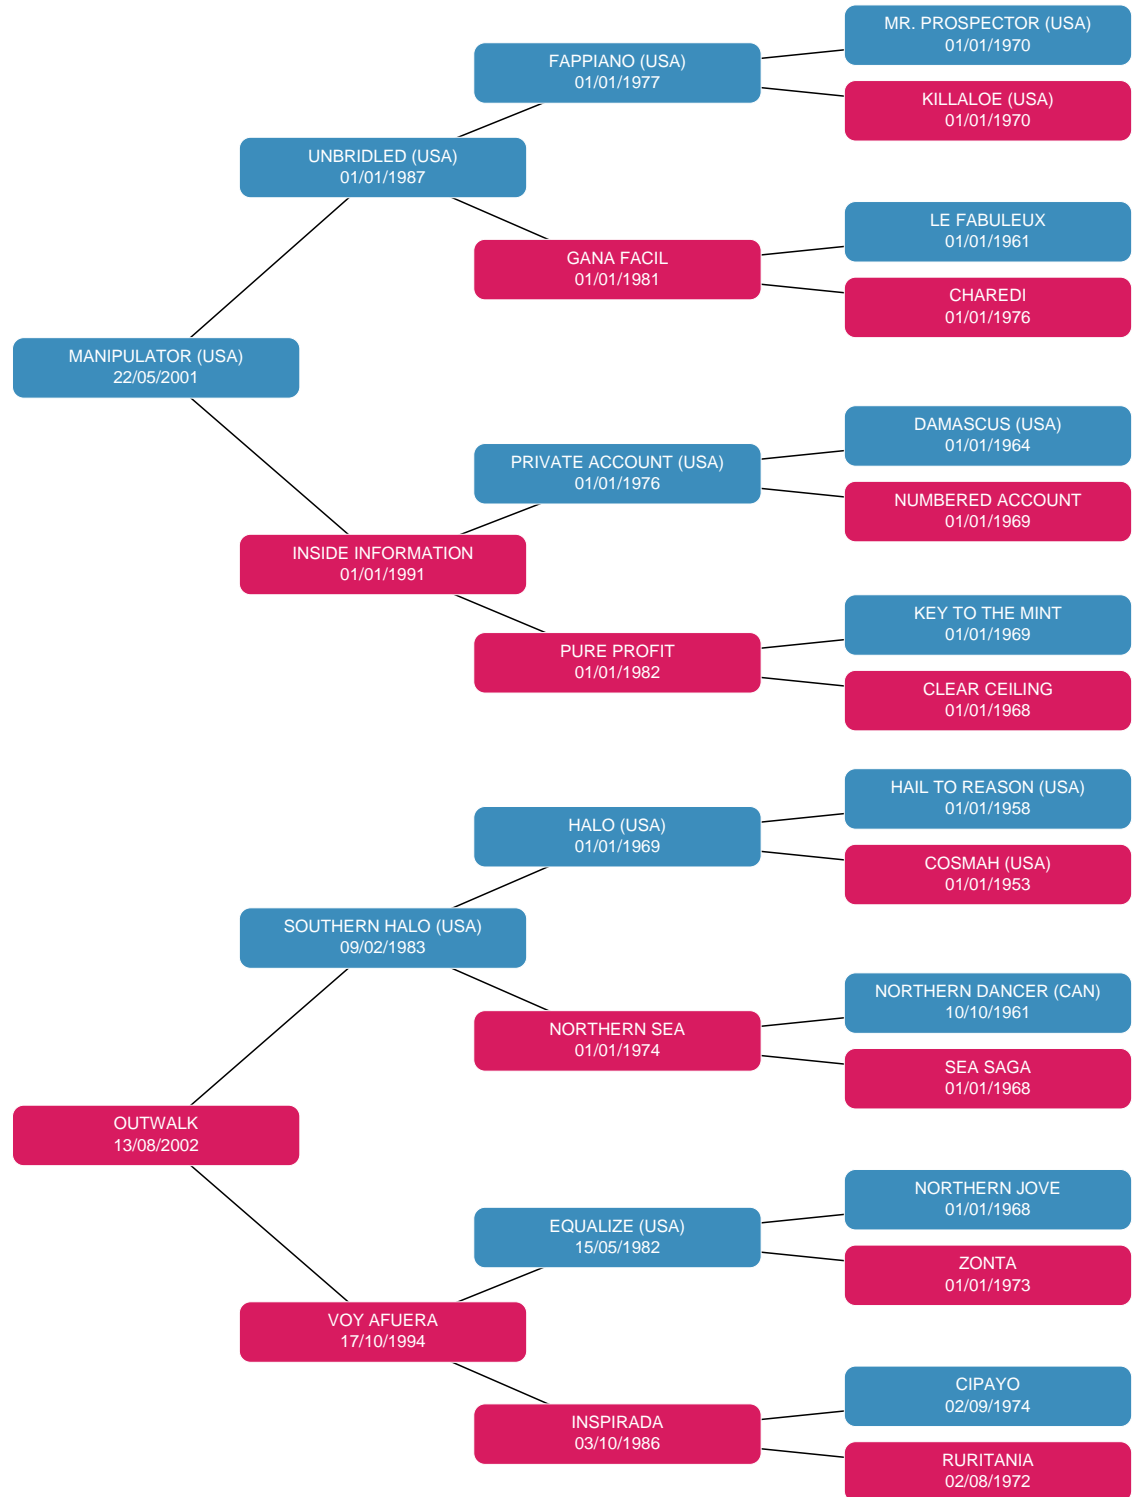 MR. PROSPECTOR (USA)
01/01/1970
FAPPIANO (USA)
01/01/1977
KILLALOE (USA)
01/01/1970
UNBRIDLED (USA)
01/01/1987
LE FABULEUX
01/01/1961
GANA FACIL
01/01/1981
CHAREDI
01/01/1976
MANIPULATOR (USA)
22/05/2001
DAMASCUS (USA)
01/01/1964
PRIVATE ACCOUNT (USA)
01/01/1976
NUMBERED ACCOUNT
01/01/1969
INSIDE INFORMATION
01/01/1991
KEY TO THE MINT
01/01/1969
PURE PROFIT
01/01/1982
CLEAR CEILING
01/01/1968
HAIL TO REASON (USA)
01/01/1958
HALO (USA)
01/01/1969
COSMAH (USA)
01/01/1953
SOUTHERN HALO (USA)
09/02/1983
NORTHERN DANCER (CAN)
10/10/1961
NORTHERN SEA
01/01/1974
SEA SAGA
01/01/1968
OUTWALK
13/08/2002
NORTHERN JOVE
01/01/1968
EQUALIZE (USA)
15/05/1982
ZONTA
01/01/1973
VOY AFUERA
17/10/1994
CIPAYO
02/09/1974
INSPIRADA
03/10/1986
RURITANIA
02/08/1972